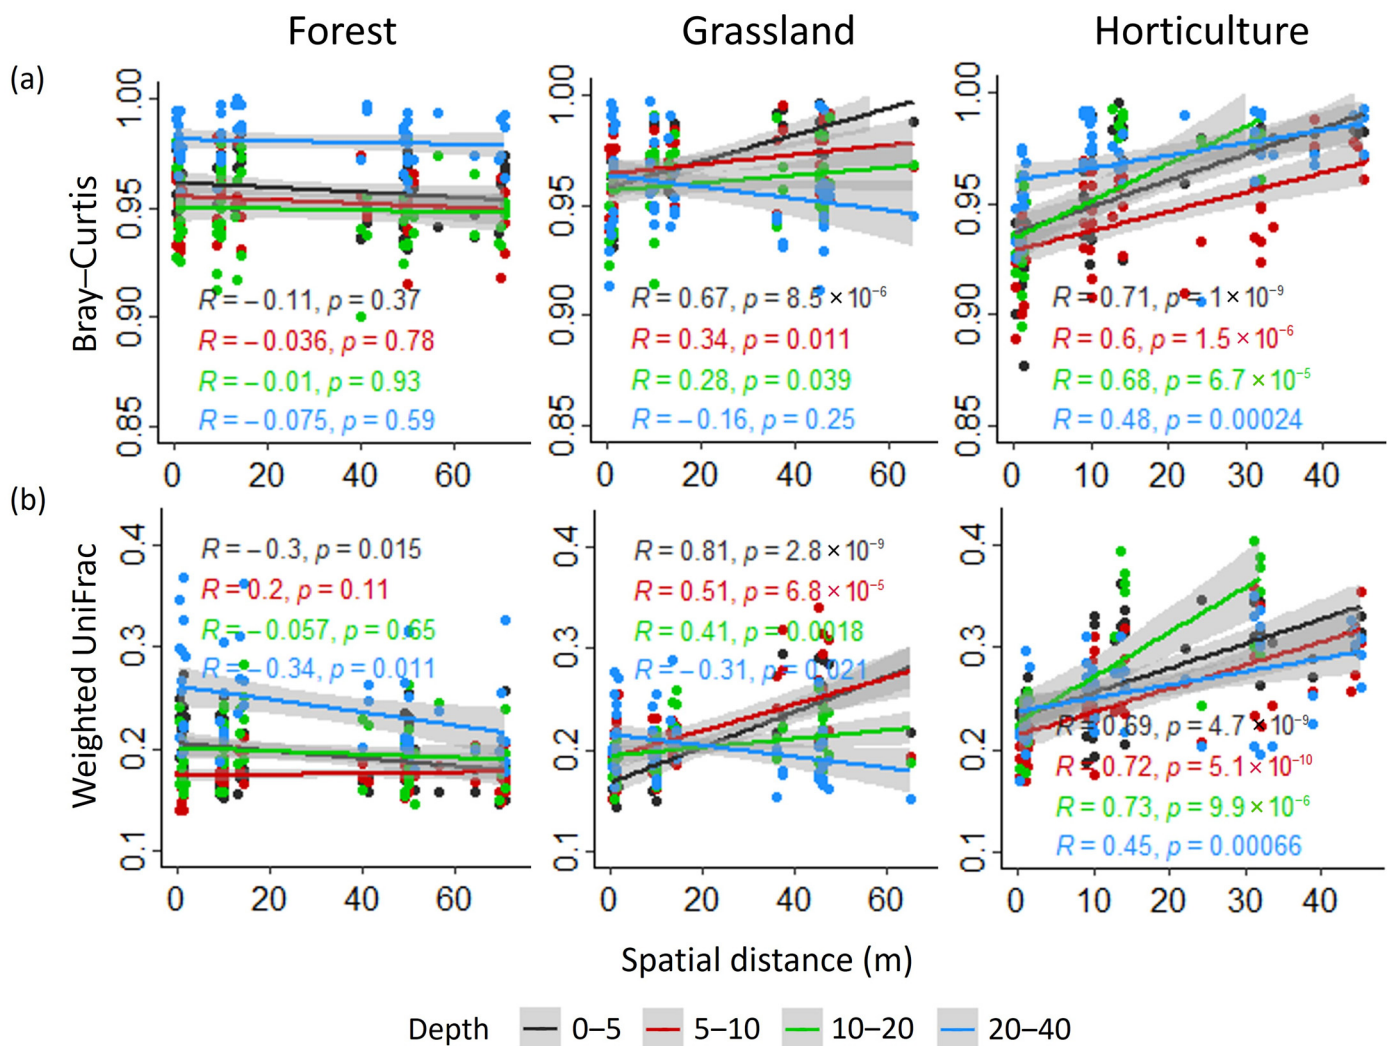 Forest Grassland Horticulture
(a)
Bray–Curtis
1.00
0.95
0.90
0.85
R = − 0.11, p = 0.37
R = − 0.036, p = 0.78
R = − 0.01, p = 0.93
R = − 0.075, p = 0.59
0 20 40 60
1.00
0.95
0.90
0.85
R = 0.67, p = 8.5 × 10⁻⁶
R = 0.34, p = 0.011
R = 0.28, p = 0.039
R = − 0.16, p = 0.25
0 20 40 60
1.00
0.95
0.90
0.85
R = 0.71, p = 1 × 10⁻⁹
R = 0.6, p = 1.5 × 10⁻⁶
R = 0.68, p = 6.7 × 10⁻⁵
R = 0.48, p = 0.00024
0 10 20 30 40
(b)
Weighted UniFrac
0.4
0.3
0.2
0.1
R = − 0.3, p = 0.015
R = 0.2, p = 0.11
R = − 0.057, p = 0.65
R = − 0.34, p = 0.011
0 20 40 60
0.4
0.3
0.2
0.1
R = 0.81, p = 2.8 × 10⁻⁹
R = 0.51, p = 6.8 × 10⁻⁵
R = 0.41, p = 0.0018
R = − 0.31, p = 0.021
0 20 40 60
0.4
0.3
0.2
0.1
R = 0.69, p = 4.7 × 10⁻⁹
R = 0.72, p = 5.1 × 10⁻¹⁰
R = 0.73, p = 9.9 × 10⁻⁶
R = 0.45, p = 0.00066
0 10 20 30 40
Spatial distance (m)
Depth 0–5 5–10 10–20 20–40